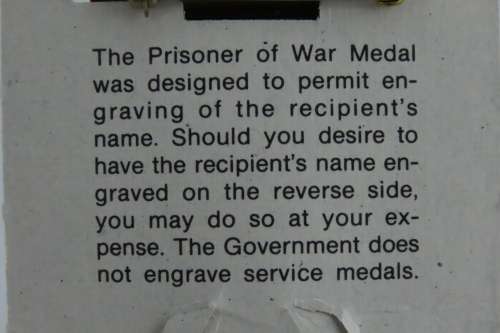 The Prisoner of War Medal
was designed to permit en-
graving of the recipient's
name. Should you desire to
have the recipient's name en-
graved on the reverse side,
you may do so at your ex-
pense. The Government does
not engrave service medals.